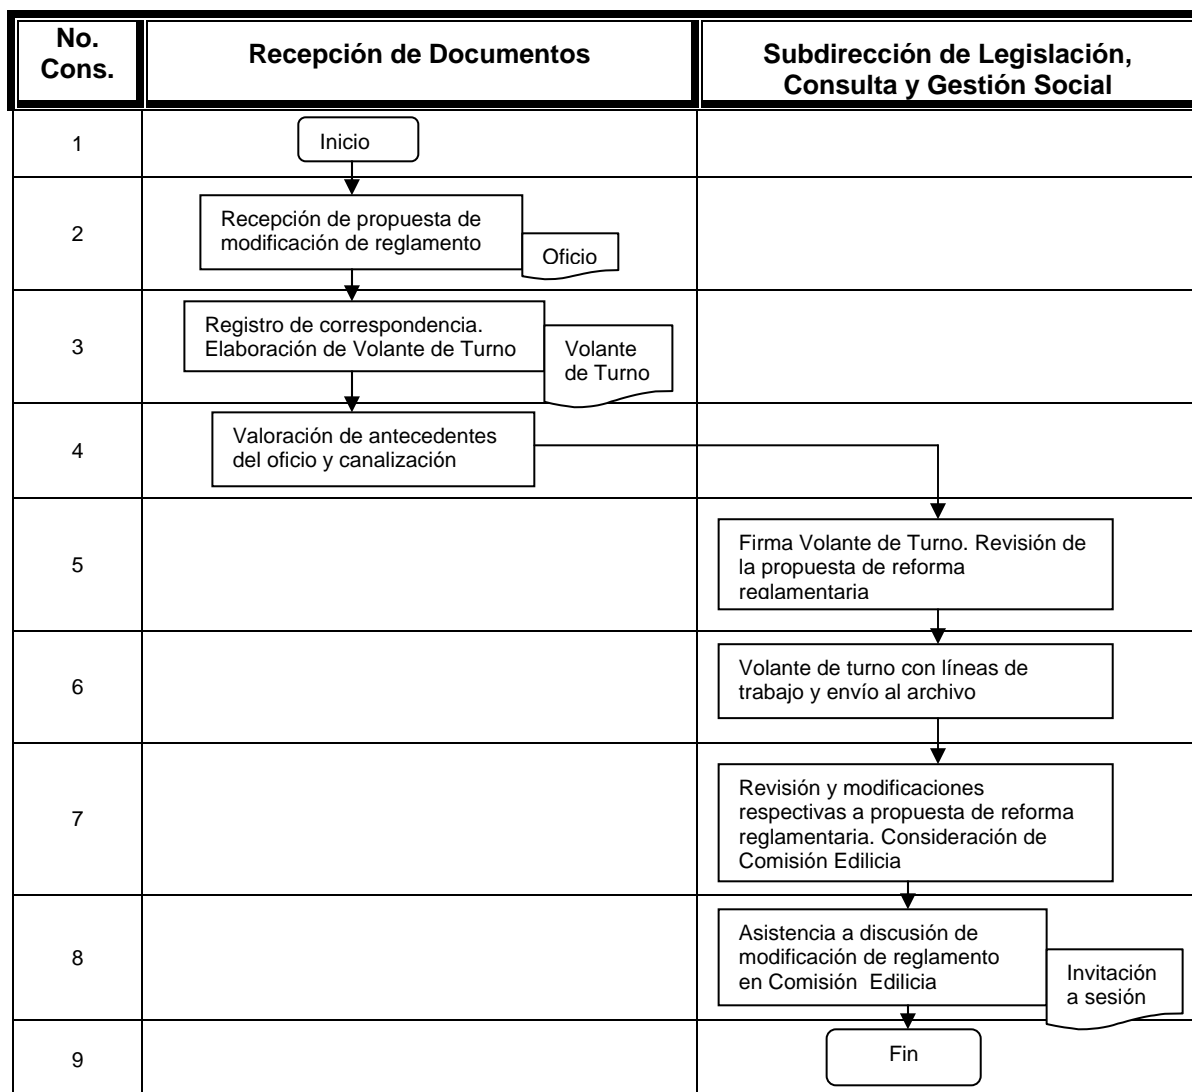 No.
Cons.
Recepción de Documentos
Subdirección de Legislación,
Consulta y Gestión Social
1
Inicio
2
Recepción de propuesta de
modificación de reglamento
Oficio
3
Registro de correspondencia.
Elaboración de Volante de Turno
Volante
de Turno
4
Valoración de antecedentes
del oficio y canalización
5
Firma Volante de Turno. Revisión de
la propuesta de reforma
reglamentaria
6
Volante de turno con líneas de
trabajo y envío al archivo
7
Revisión y modificaciones
respectivas a propuesta de reforma
reglamentaria. Consideración de
Comisión Edilicia
8
Asistencia a discusión de
modificación de reglamento
en Comisión Edilicia
Invitación
a sesión
9
Fin